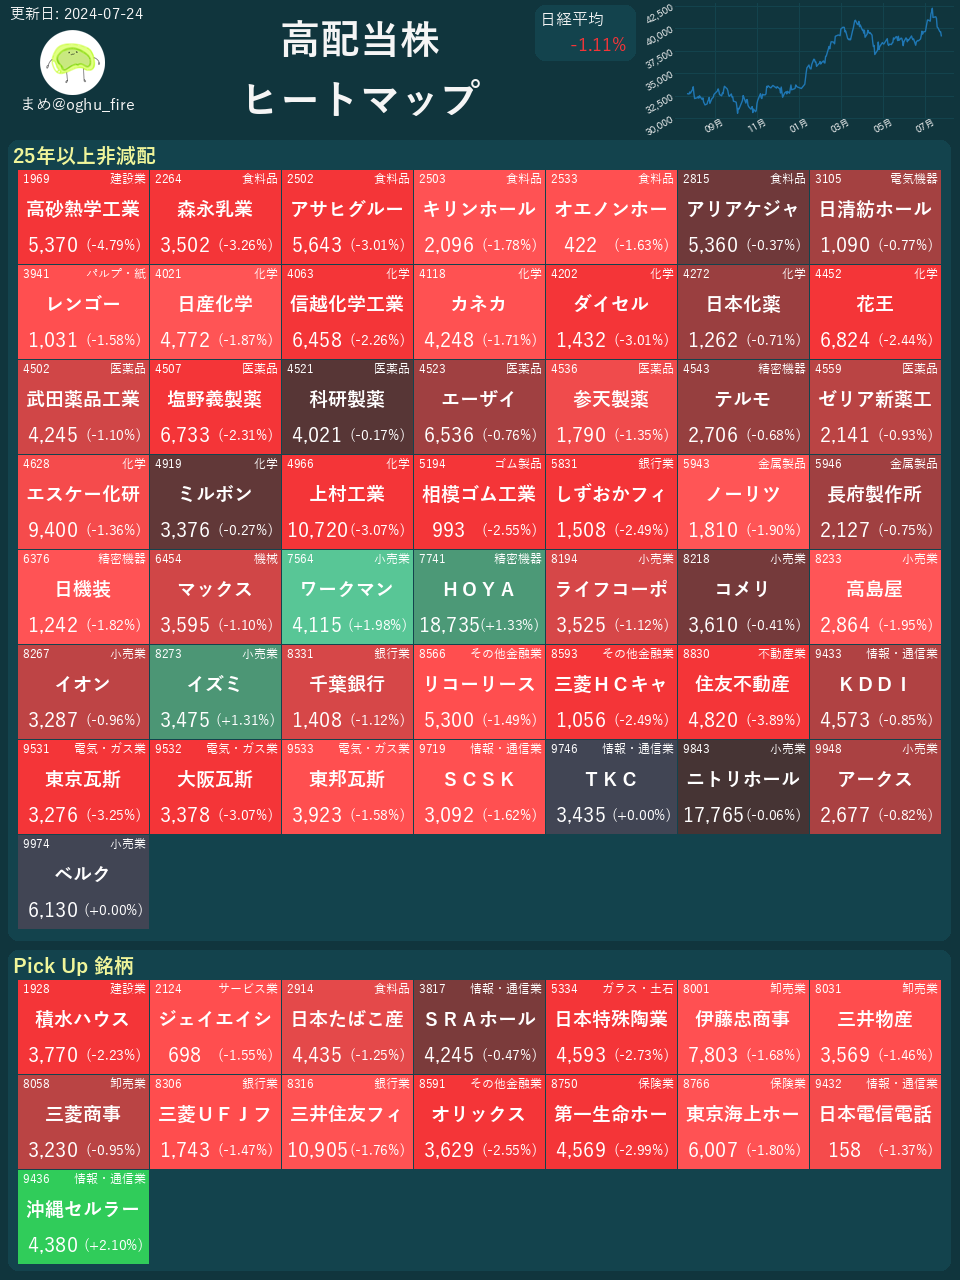 更新日: 2024-07-24
まめ@oghu_fire
高配当株
ヒートマップ
日経平均
-1.11%
42,500
40,000
37,500
35,000
32,500
30,000
09月 11月 01月 03月 05月 07月
25年以上非減配
1969 建設業 2264 食料品 2502 食料品 2503 食料品 2533 食料品 2815 食料品 3105 電気機器
高砂熱学工業 森永乳業 アサヒグルー キリンホール オエノンホー アリアケジャ 日清紡ホール
5,370 (-4.79%) 3,502 (-3.26%) 5,643 (-3.01%) 2,096 (-1.78%) 422 (-1.63%) 5,360 (-0.37%) 1,090 (-0.77%)
3941 パルプ・紙 4021 化学 4063 化学 4118 化学 4202 化学 4272 化学 4452 化学
レンゴー 日産化学 信越化学工業 カネカ ダイセル 日本化薬 花王
1,031 (-1.58%) 4,772 (-1.87%) 6,458 (-2.26%) 4,248 (-1.71%) 1,432 (-3.01%) 1,262 (-0.71%) 6,824 (-2.44%)
4502 医薬品 4507 医薬品 4521 医薬品 4523 医薬品 4536 医薬品 4543 精密機器 4559 医薬品
武田薬品工業 塩野義製薬 科研製薬 エーザイ 参天製薬 テルモ ゼリア新薬工
4,245 (-1.10%) 6,733 (-2.31%) 4,021 (-0.17%) 6,536 (-0.76%) 1,790 (-1.35%) 2,706 (-0.68%) 2,141 (-0.93%)
4628 化学 4919 化学 4966 化学 5194 ゴム製品 5831 銀行業 5943 金属製品 5946 金属製品
エスケー化研 ミルボン 上村工業 相模ゴム工業 しずおかフィ ノーリツ 長府製作所
9,400 (-1.36%) 3,376 (-0.27%) 10,720 (-3.07%) 993 (-2.55%) 1,508 (-2.49%) 1,810 (-1.90%) 2,127 (-0.75%)
6376 精密機器 6454 機械 7564 小売業 7741 精密機器 8194 小売業 8218 小売業 8233 小売業
日機装 マックス ワークマン ＨＯＹＡ ライフコーポ コメリ 高島屋
1,242 (-1.82%) 3,595 (-1.10%) 4,115 (+1.98%) 18,735 (+1.33%) 3,525 (-1.12%) 3,610 (-0.41%) 2,864 (-1.95%)
8267 小売業 8273 小売業 8331 銀行業 8566 その他金融業 8593 その他金融業 8830 不動産業 9433 情報・通信業
イオン イズミ 千葉銀行 リコーリース 三菱ＨＣキャ 住友不動産 ＫＤＤＩ
3,287 (-0.96%) 3,475 (+1.31%) 1,408 (-1.12%) 5,300 (-1.49%) 1,056 (-2.49%) 4,820 (-3.89%) 4,573 (-0.85%)
9531 電気・ガス業 9532 電気・ガス業 9533 電気・ガス業 9719 情報・通信業 9746 情報・通信業 9843 小売業 9948 小売業
東京瓦斯 大阪瓦斯 東邦瓦斯 ＳＣＳＫ ＴＫＣ ニトリホール アークス
3,276 (-3.25%) 3,378 (-3.07%) 3,923 (-1.58%) 3,092 (-1.62%) 3,435 (+0.00%) 17,765 (-0.06%) 2,677 (-0.82%)
9974 小売業
ベルク
6,130 (+0.00%)
Pick Up 銘柄
1928 建設業 2124 サービス業 2914 食料品 3817 情報・通信業 5334 ガラス・土石 8001 卸売業 8031 卸売業
積水ハウス ジェイエイシ 日本たばこ産 ＳＲＡホール 日本特殊陶業 伊藤忠商事 三井物産
3,770 (-2.23%) 698 (-1.55%) 4,435 (-1.25%) 4,245 (-0.47%) 4,593 (-2.73%) 7,803 (-1.68%) 3,569 (-1.46%)
8058 卸売業 8306 銀行業 8316 銀行業 8591 その他金融業 8750 保険業 8766 保険業 9432 情報・通信業
三菱商事 三菱ＵＦＪフ 三井住友フィ オリックス 第一生命ホー 東京海上ホー 日本電信電話
3,230 (-0.95%) 1,743 (-1.47%) 10,905 (-1.76%) 3,629 (-2.55%) 4,569 (-2.99%) 6,007 (-1.80%) 158 (-1.37%)
9436 情報・通信業
沖縄セルラー
4,380 (+2.10%)